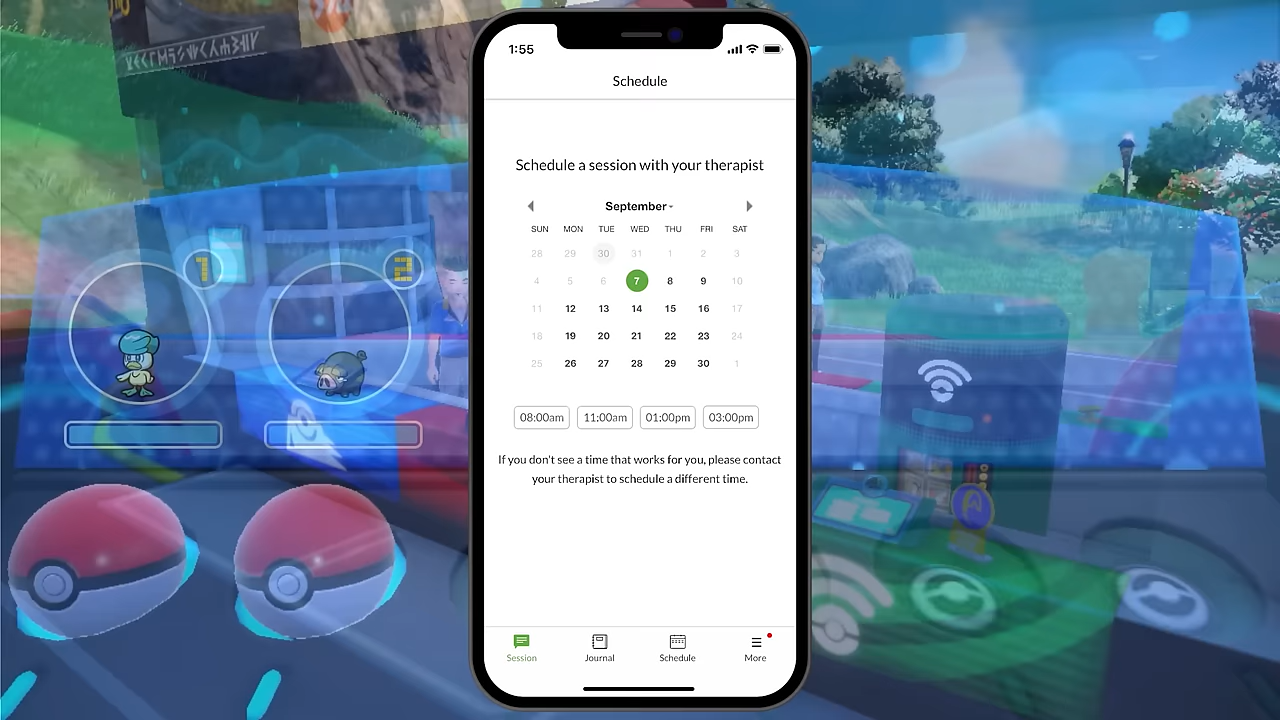 1:55
Schedule
Schedule a session with your therapist
September
SUN MON TUE WED THU FRI SAT
28 29 30 31 1 2 3
4 5 6 7 8 9 10
11 12 13 14 15 16 17
18 19 20 21 22 23 24
25 26 27 28 29 30 1
08:00am 11:00am 01:00pm 03:00pm
If you don't see a time that works for you, please contact
your therapist to schedule a different time.
Session Journal Schedule More
1 2